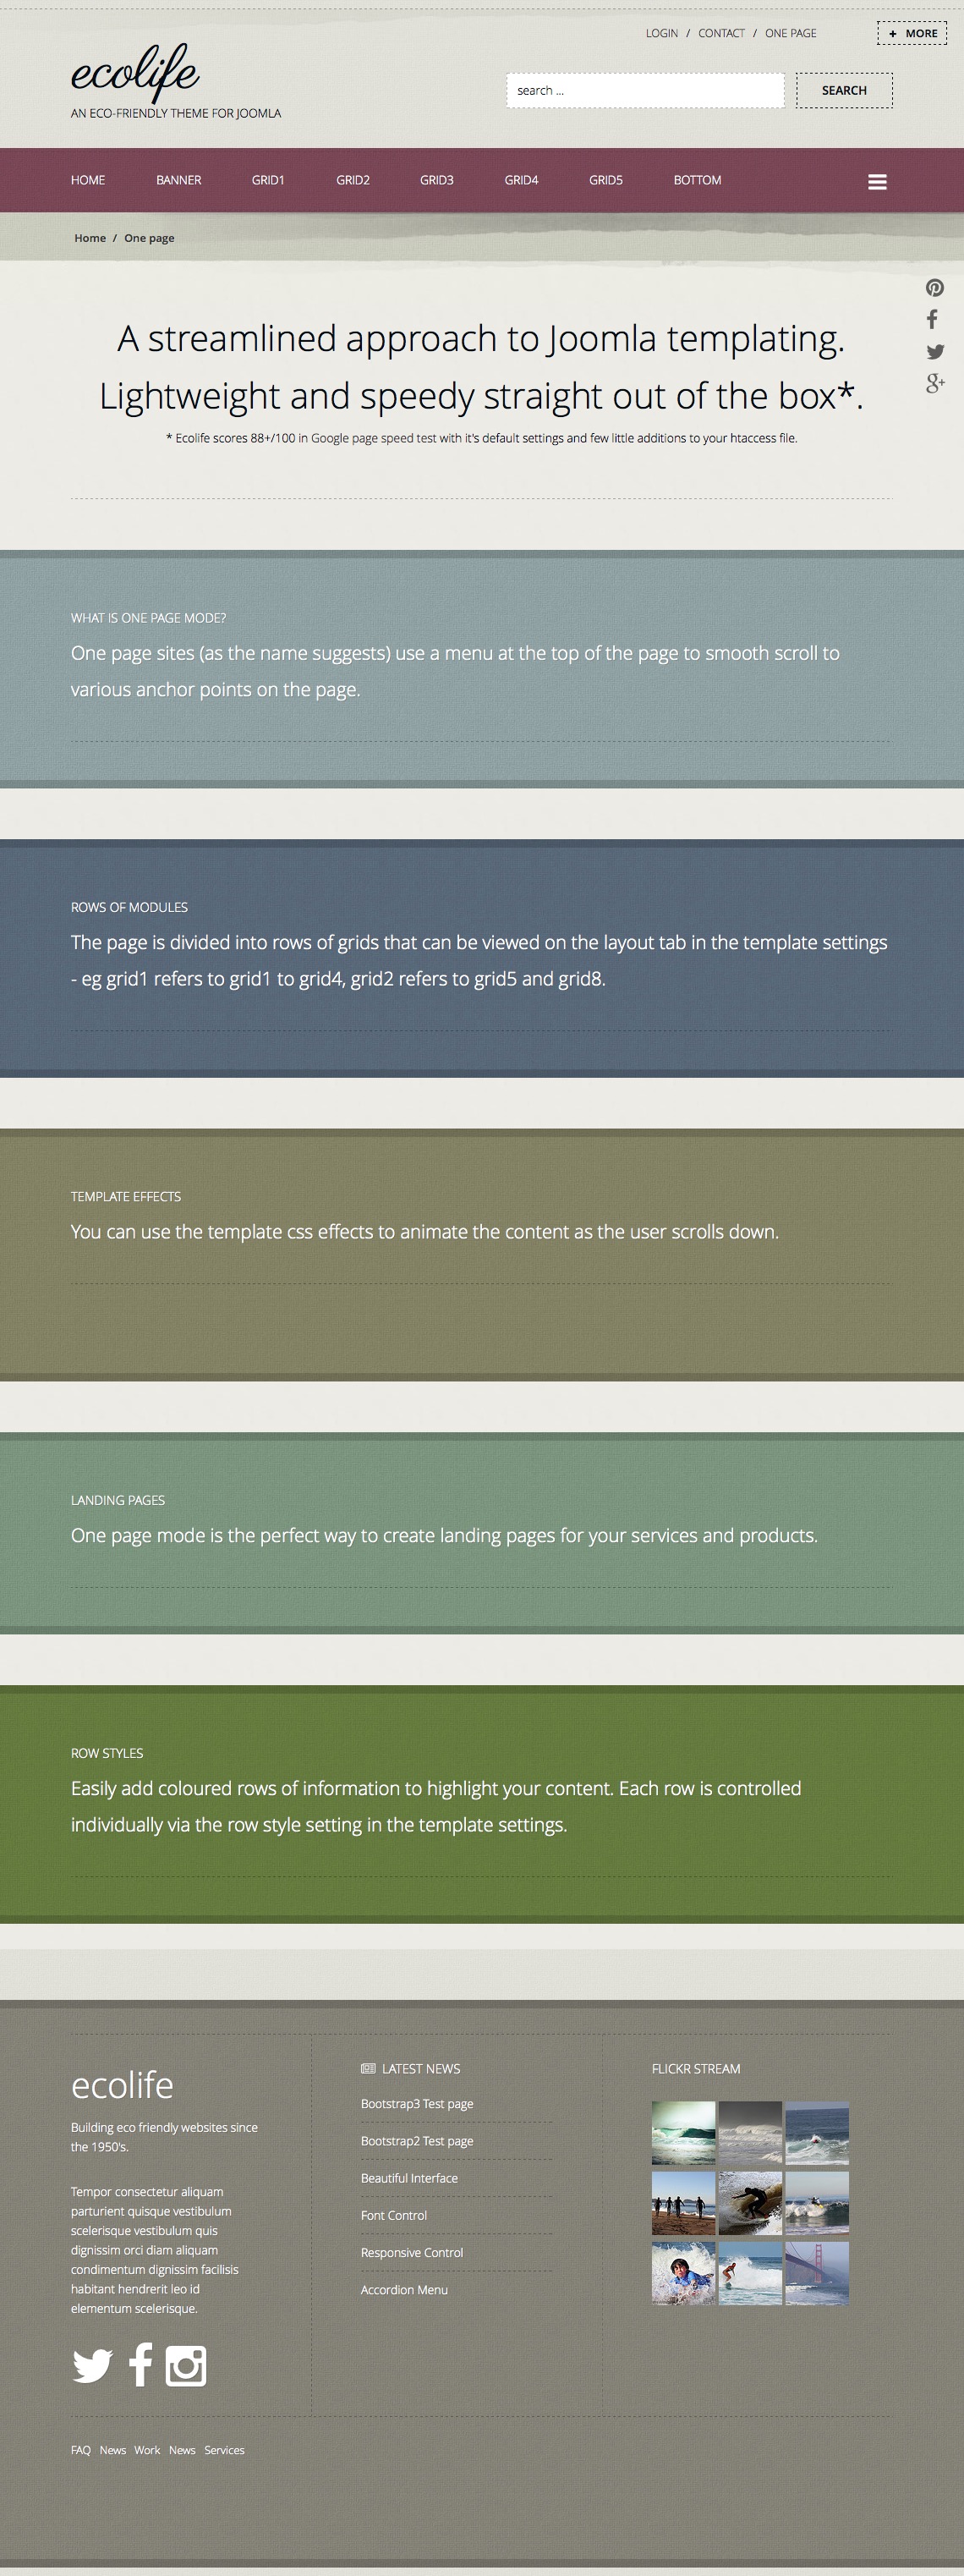 LOGIN / CONTACT / ONE PAGE
+ MORE
ecolife
AN ECO-FRIENDLY THEME FOR JOOMLA
search ...
SEARCH
HOME BANNER GRID1 GRID2 GRID3 GRID4 GRID5 BOTTOM
Home / One page
A streamlined approach to Joomla templating.
Lightweight and speedy straight out of the box*.
* Ecolife scores 88+/100 in Google page speed test with it's default settings and few little additions to your htaccess file.
WHAT IS ONE PAGE MODE?
One page sites (as the name suggests) use a menu at the top of the page to smooth scroll to
various anchor points on the page.
ROWS OF MODULES
The page is divided into rows of grids that can be viewed on the layout tab in the template settings
- eg grid1 refers to grid1 to grid4, grid2 refers to grid5 and grid8.
TEMPLATE EFFECTS
You can use the template css effects to animate the content as the user scrolls down.
LANDING PAGES
One page mode is the perfect way to create landing pages for your services and products.
ROW STYLES
Easily add coloured rows of information to highlight your content. Each row is controlled
individually via the row style setting in the template settings.
ecolife
Building eco friendly websites since
the 1950's.
Tempor consectetur aliquam
parturient quisque vestibulum
scelerisque vestibulum quis
dignissim orci diam aliquam
condimentum dignissim facilisis
habitant hendrerit leo id
elementum scelerisque.
LATEST NEWS
Bootstrap3 Test page
Bootstrap2 Test page
Beautiful Interface
Font Control
Responsive Control
Accordion Menu
FLICKR STREAM
FAQ News Work News Services